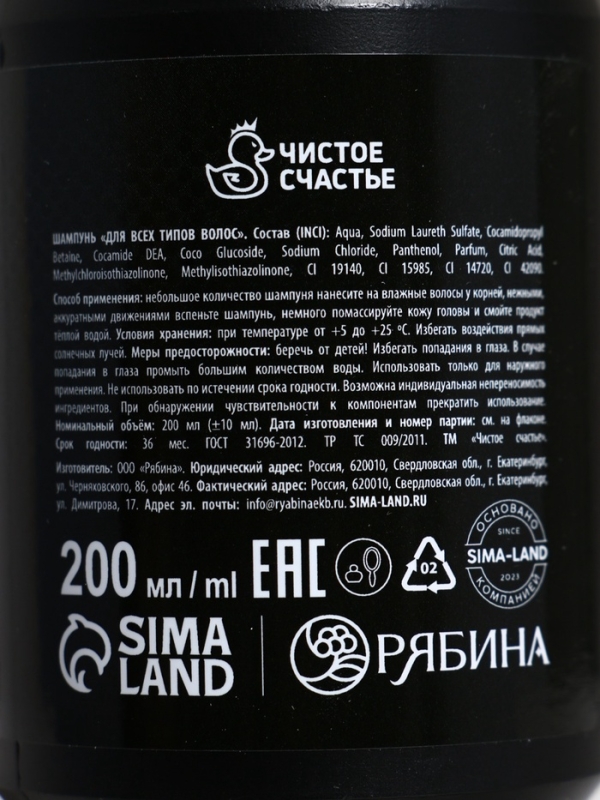 ЧИСТОЕ
СЧАСТЬЕ
ШАМПУНЬ «ДЛЯ ВСЕХ ТИПОВ ВОЛОС». Состав (INCI): Aqua, Sodium Laureth Sulfate, Cocamidopropyl
Betaine, Cocamide DEA, Coco Glucoside, Sodium Chloride, Panthenol, Parfum, Citric Acid,
Methylchloroisothiazolinone, Methylisothiazolinone, CI 19140, CI 15985, CI 14720, CI 42090.
Способ применения: небольшое количество шампуня нанесите на влажные волосы у корней, нежными,
аккуратными движениями вспеньте шампунь, немного помассируйте кожу головы и смойте продукт
тёплой водой. Условия хранения: при температуре от +5 до +25 ºС. Избегать воздействия прямых
солнечных лучей. Меры предосторожности: беречь от детей! Избегать попадания в глаза. В случае
попадания в глаза промыть большим количеством воды. Использовать только для наружного
применения. Не использовать по истечении срока годности. Возможна индивидуальная непереносимость
ингредиентов. При обнаружении чувствительности к компонентам прекратить использование.
Номинальный объём: 200 мл (±10 мл). Дата изготовления и номер партии: см. на флаконе.
Срок годности: 36 мес. ГОСТ 31696-2012. ТР ТС 009/2011. ТМ «Чистое счастье».
Изготовитель: ООО «Рябина». Юридический адрес: Россия, 620010, Свердловская обл., г. Екатеринбург,
ул. Черняховского, 86, офис 46. Фактический адрес: Россия, 620010, Свердловская обл., г. Екатеринбург,
ул. Димитрова, 17. Адрес эл. почты: info@ryabinaekb.ru. SIMA-LAND.RU
200 мл / ml
EAC
02
ОСНОВАНО
SINCE
SIMA-LAND
2023
КОМПАНИЕЙ
SIMA
LAND
РЯБИНА